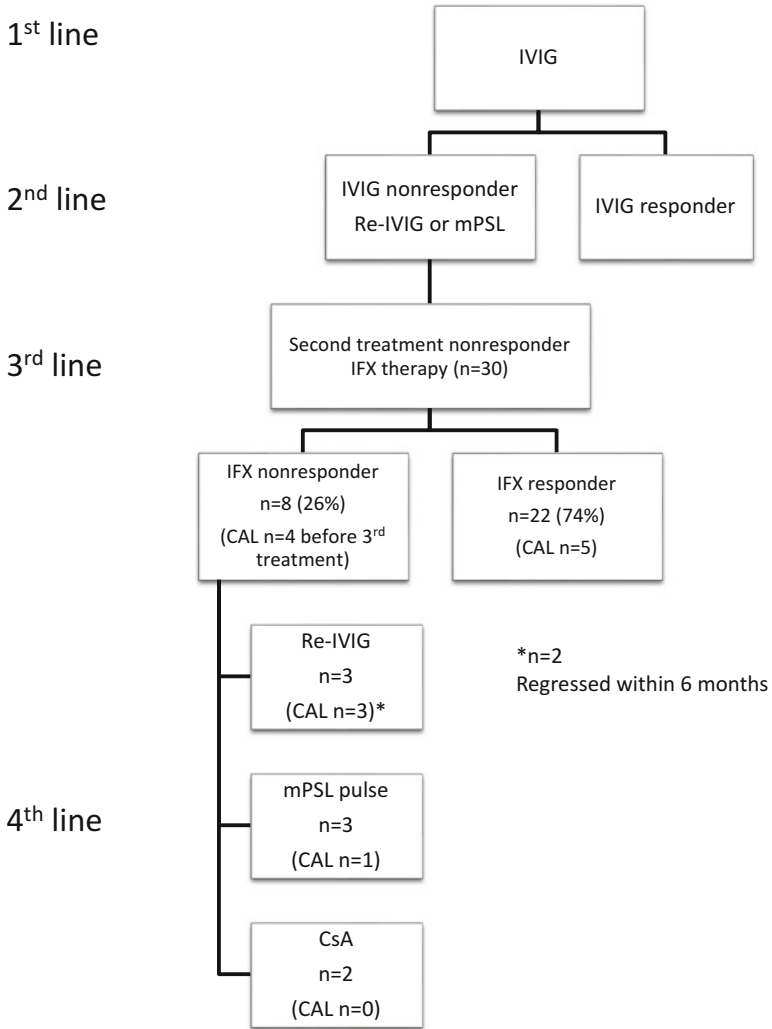 1st line
IVIG
2nd line
IVIG nonresponder
Re-IVIG or mPSL
IVIG responder
3rd line
Second treatment nonresponder
IFX therapy (n=30)
IFX nonresponder
n=8 (26%)
(CAL n=4 before 3rd
treatment)
IFX responder
n=22 (74%)
(CAL n=5)
Re-IVIG
n=3
(CAL n=3)*
*n=2
Regressed within 6 months
4th line
mPSL pulse
n=3
(CAL n=1)
CsA
n=2
(CAL n=0)